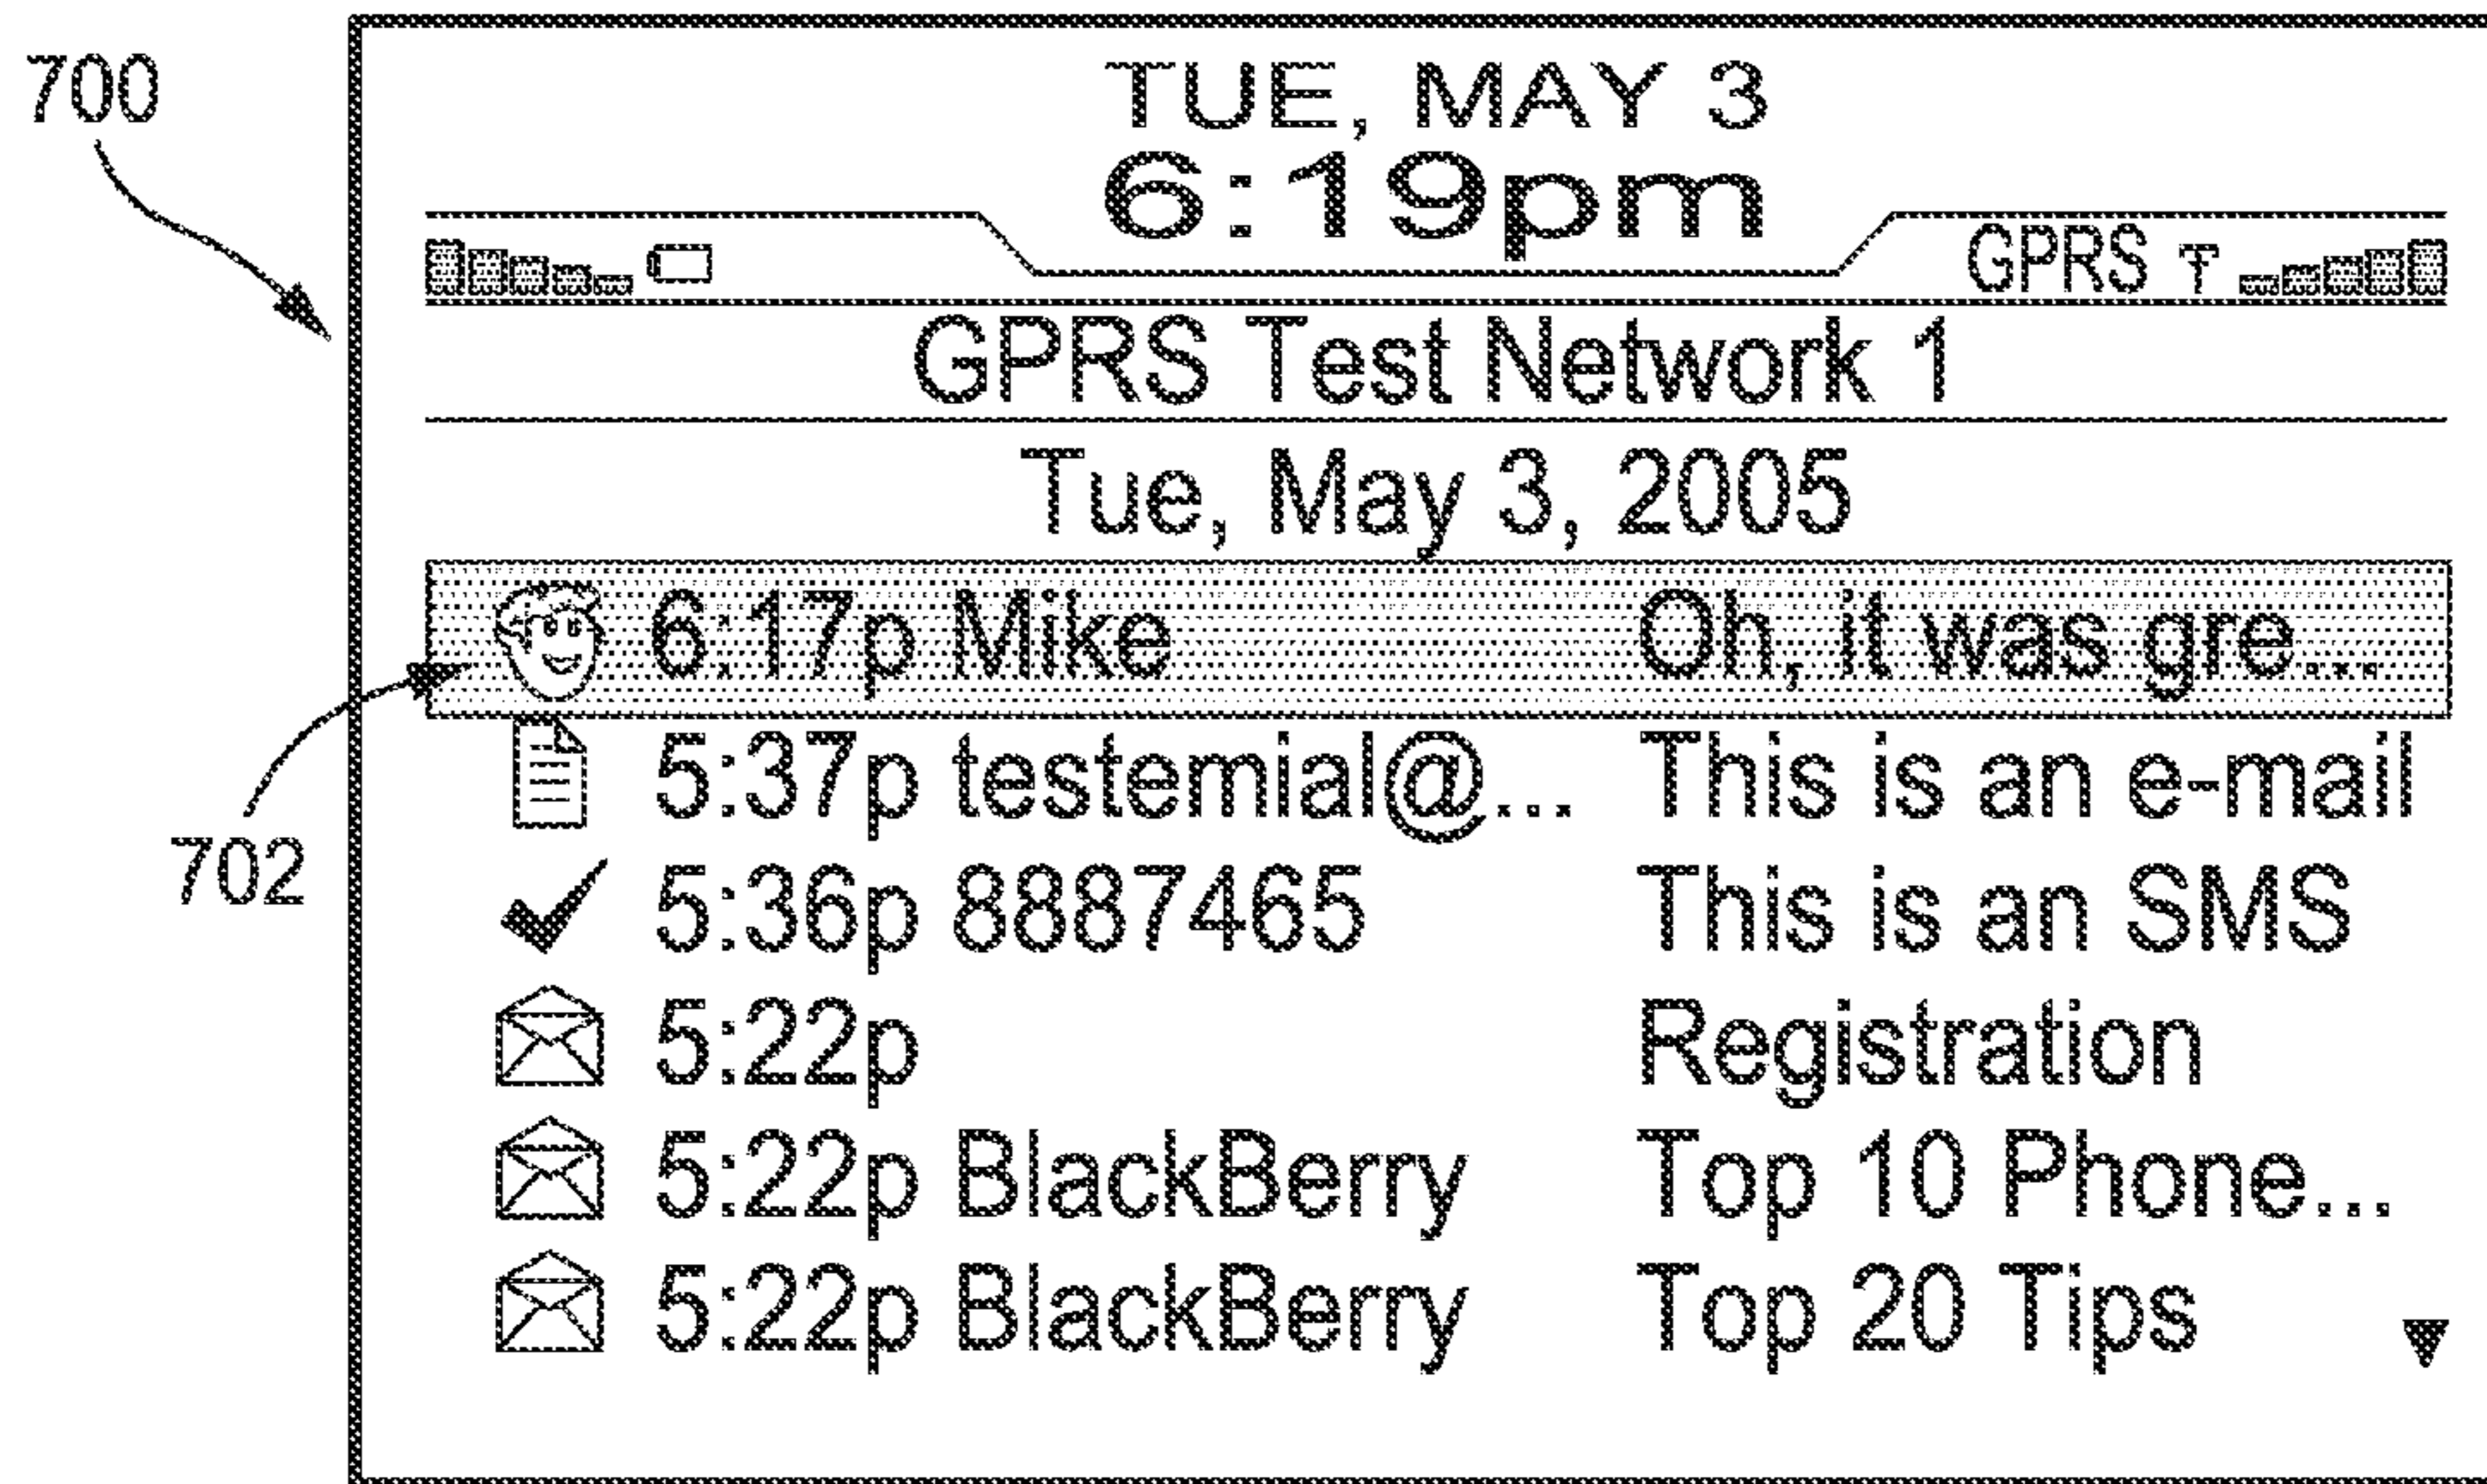 700
TUE, MAY 3
6:19pm
GPRS
GPRS Test Network 1
Tue, May 3, 2005
6:17p Mike Oh, it was gre...
5:37p testemial@... This is an e-mail
702
5:36p 8887465 This is an SMS
5:22p Registration
5:22p BlackBerry Top 10 Phone...
5:22p BlackBerry Top 20 Tips